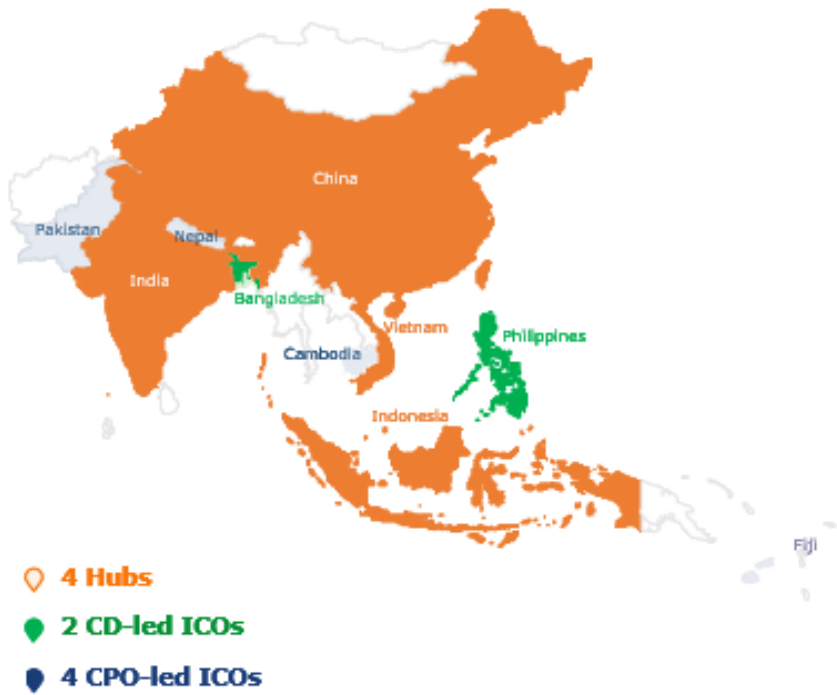 China
Pakistan
Nepal
India
Bangladesh
Vietnam
Philippines
Cambodia
Indonesia
Fiji
4 Hubs
2 CD-led ICOs
4 CPO-led ICOs